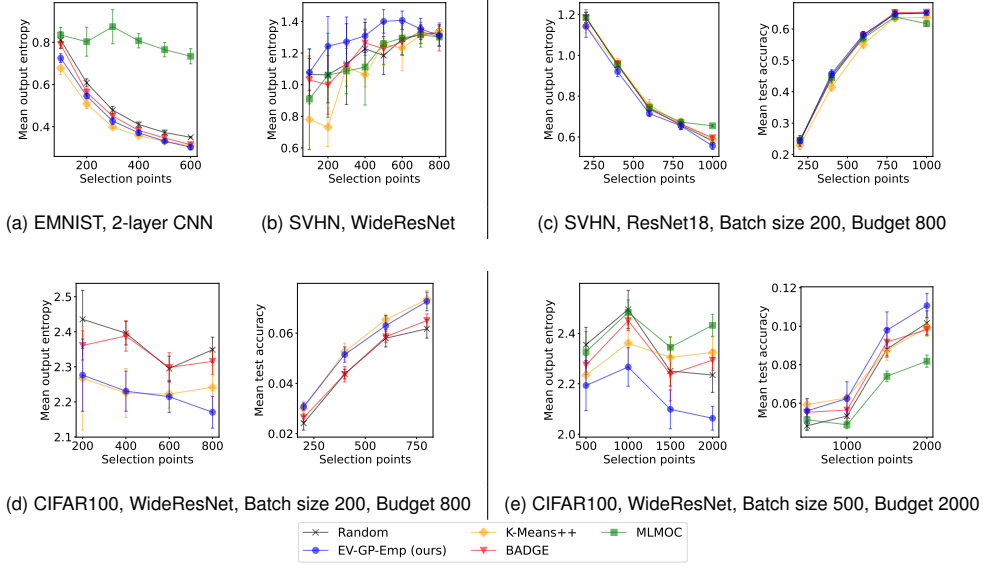 Mean output entropy
0.8
0.6
0.4
200
400
600
Selection points
(a) EMNIST, 2-layer CNN
Mean output entropy
1.4
1.2
1.0
0.8
0.6
200
400
600
800
Selection points
(b) SVHN, WideResNet
Mean output entropy
1.2
1.0
0.8
0.6
250
500
750
1000
Selection points
Mean test accuracy
0.6
0.5
0.4
0.3
0.2
250
500
750
1000
Selection points
(c) SVHN, ResNet18, Batch size 200, Budget 800
Mean output entropy
2.5
2.4
2.3
2.2
2.1
200
400
600
800
Selection points
Mean test accuracy
0.06
0.04
0.02
250
500
750
Selection points
(d) CIFAR100, WideResNet, Batch size 200, Budget 800
Mean output entropy
2.4
2.2
2.0
500
1000
1500
2000
Selection points
Mean test accuracy
0.12
0.10
0.08
0.06
1000
2000
Selection points
(e) CIFAR100, WideResNet, Batch size 500, Budget 2000
Random
EV-GP-Emp (ours)
K-Means++
BADGE
MLMOC